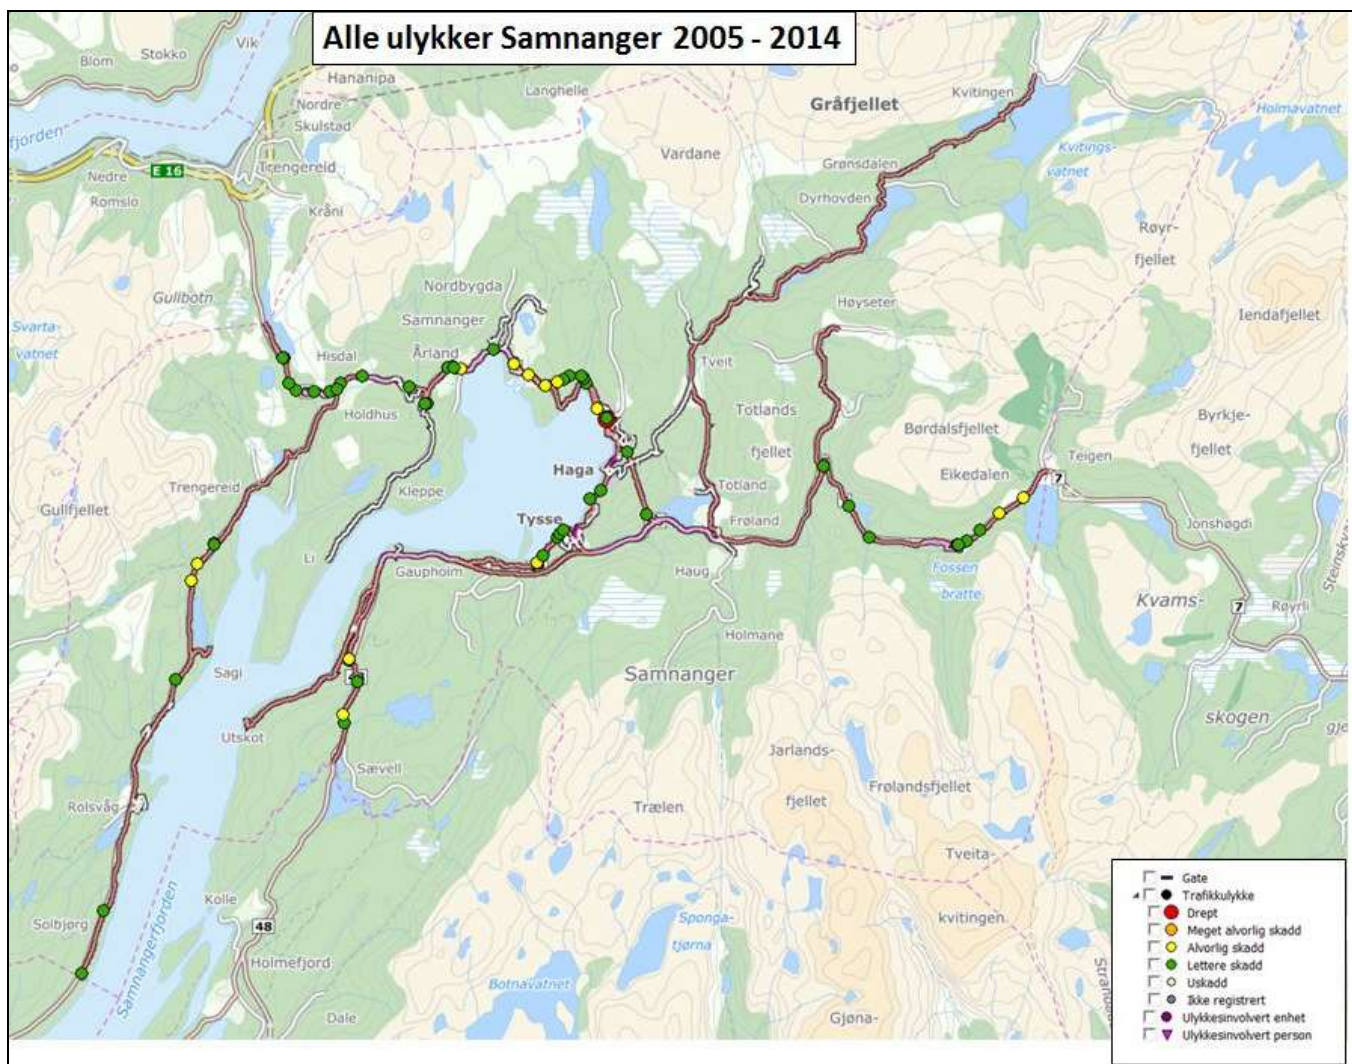 Alle ulykker Samnanger 2005 - 2014
Vik
Stokko
Blom
Hananipa
Langhelle
Kvitingen
Gråfjellet
Nordre
Skulstad
Holmavatnet
fjorden
Kvitings-
vatnet
Vardane
Trengereid
Grønsdalen
E 16
Nedre
Romslo
Dyrhovden
Kråni
Røyr-
fjellet
Nordbygda
Gullbotn
Høyseter
Iendafjellet
Samnanger
Svarta-
vatnet
Hisdal
Årland
Tveit
Teigen
Totlands
fjellet
Holdhus
Børdalsfjellet
Byrkje-
fjellet
Haga
Eikedalen
7
Trengereid
Kleppe
Totland
Gullfjellet
Tysse
Frøland
Jonshøgdi
Li
Gaupholm
Haug
Fossen
bratte
Kvams-
Steinskv
7
Røyrli
Holmane
Sagi
Samnanger
skogen
gje
Utskot
Jarlands-
fjellet
Sævell
Frølandsfjellet
Rolsvåg
Trælen
Tveita-
kvitingen
Kolle
Solbjørg
48
Sponga-
tjørna
Samnangerfjorden
Holmefjord
Botnavatnet
Dale
Gjøna-
Gate
Trafikkulykke
Drept
Meget alvorlig skadd
Alvorlig skadd
Lettere skadd
Uskadd
Ikke registrert
Ulykkesinvolvert enhet
Ulykkesinvolvert person